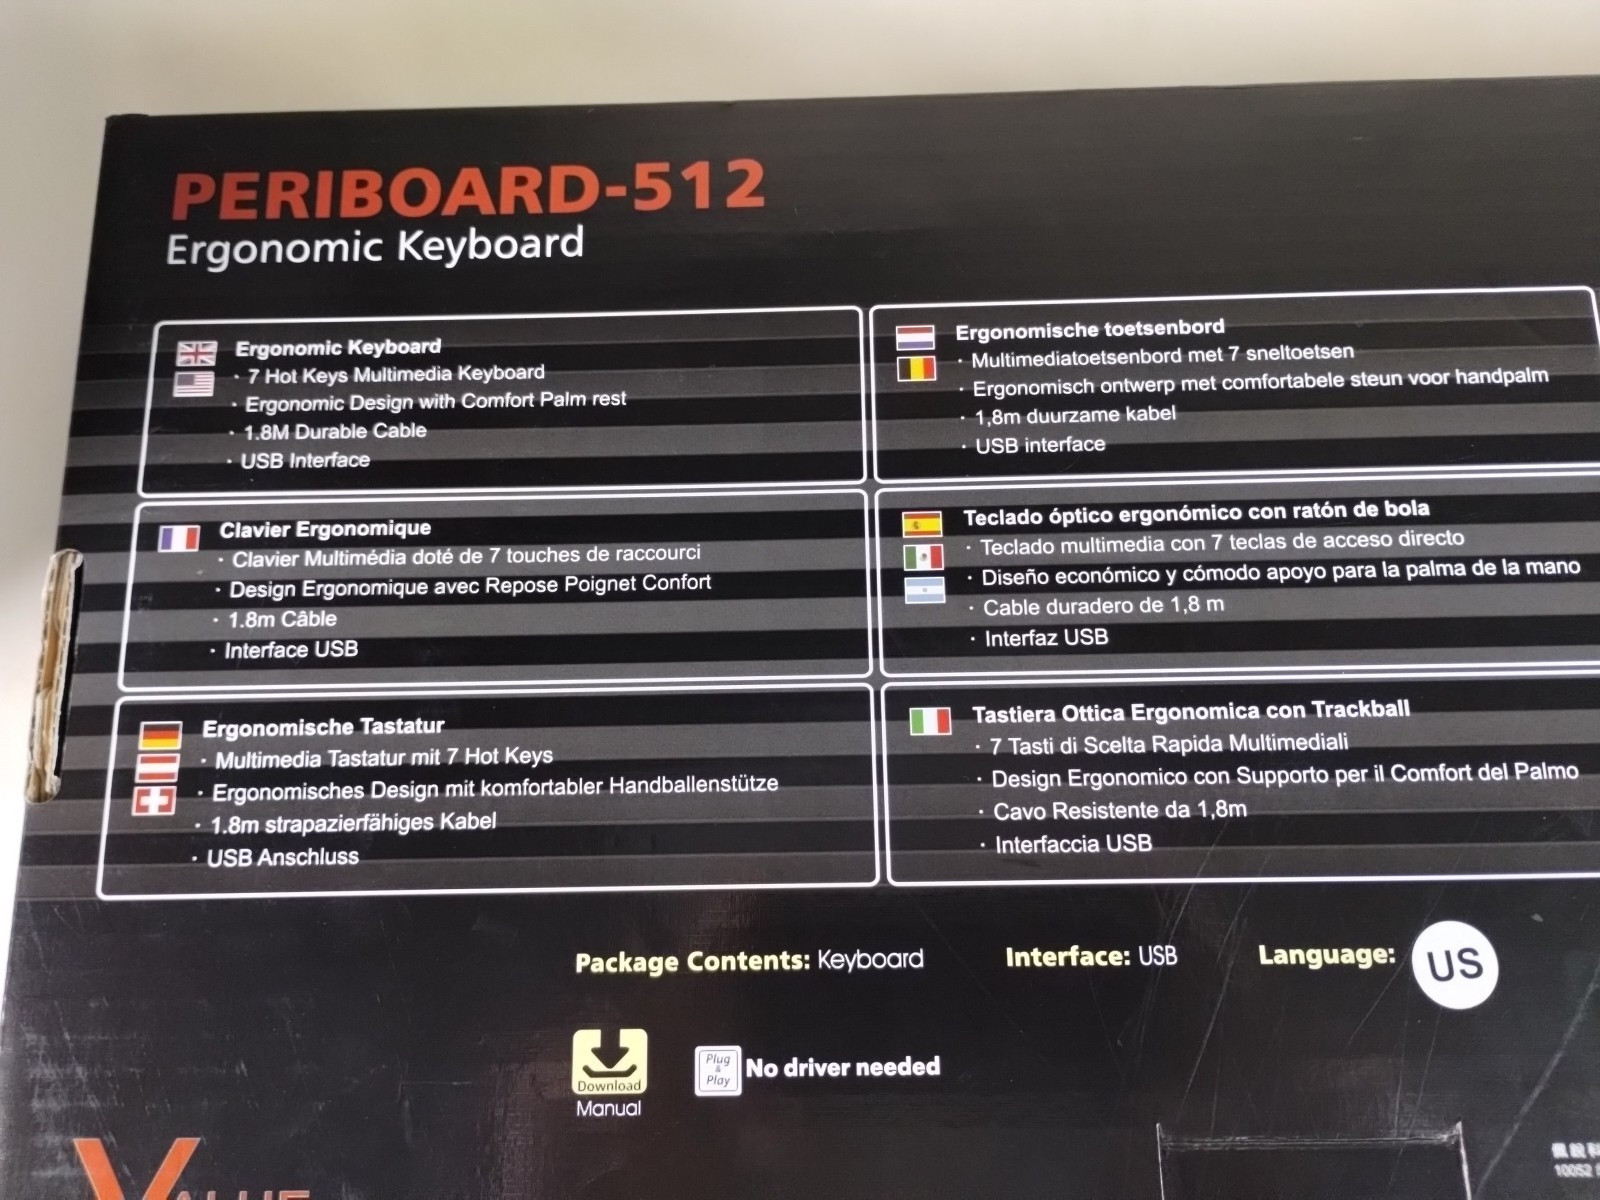 PERIBOARD-512
Ergonomic Keyboard
Ergonomic Keyboard
· 7 Hot Keys Multimedia Keyboard
· Ergonomic Design with Comfort Palm rest
· 1.8M Durable Cable
· USB Interface
Clavier Ergonomique
· Clavier Multimédia doté de 7 touches de raccourci
· Design Ergonomique avec Repose Poignet Confort
· 1.8m Câble
· Interface USB
Ergonomische Tastatur
· Multimedia Tastatur mit 7 Hot Keys
· Ergonomisches Design mit komfortabler Handballenstütze
· 1.8m strapazierfähiges Kabel
· USB Anschluss
Ergonomische toetsenbord
· Multimediatoetsenbord met 7 sneltoetsen
· Ergonomisch ontwerp met comfortabele steun voor handpalm
· 1,8m duurzame kabel
· USB interface
Teclado óptico ergonómico con ratón de bola
· Teclado multimedia con 7 teclas de acceso directo
· Diseño económico y cómodo apoyo para la palma de la mano
· Cable duradero de 1,8 m
· Interfaz USB
Tastiera Ottica Ergonomica con Trackball
· 7 Tasti di Scelta Rapida Multimediali
· Design Ergonomico con Supporto per il Comfort del Palmo
· Cavo Resistente da 1,8m
· Interfaccia USB
Package Contents: Keyboard Interface: USB Language: US
Download
Manual
Plug
&
Play
No driver needed
VALUE
10052